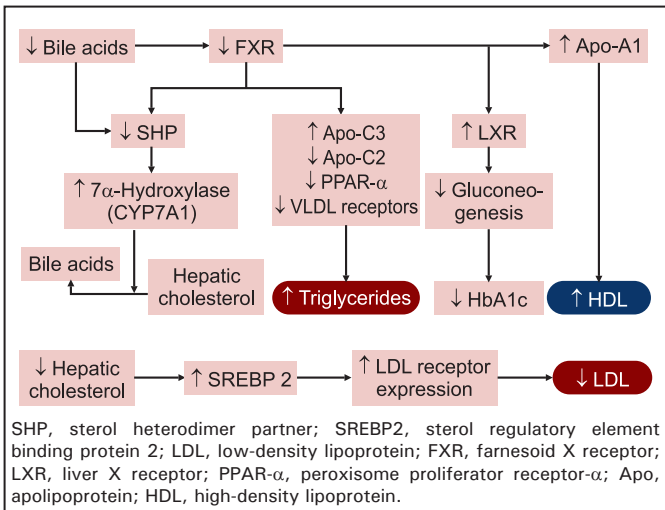 ↓ Bile acids
↓ FXR
↑ Apo-A1
↓ SHP
↑ Apo-C3
↓ Apo-C2
↓ PPAR-α
↓ VLDL receptors
↑ LXR
↑ 7α-Hydroxylase
(CYP7A1)
↓ Gluconeo-
genesis
Bile acids
Hepatic
cholesterol
↑ Triglycerides
↓ HbA1c
↑ HDL
↓ Hepatic
cholesterol
↑ SREBP 2
↑ LDL receptor
expression
↓ LDL
SHP, sterol heterodimer partner; SREBP2, sterol regulatory element
binding protein 2; LDL, low-density lipoprotein; FXR, farnesoid X receptor;
LXR, liver X receptor; PPAR-α, peroxisome proliferator receptor-α; Apo,
apolipoprotein; HDL, high-density lipoprotein.